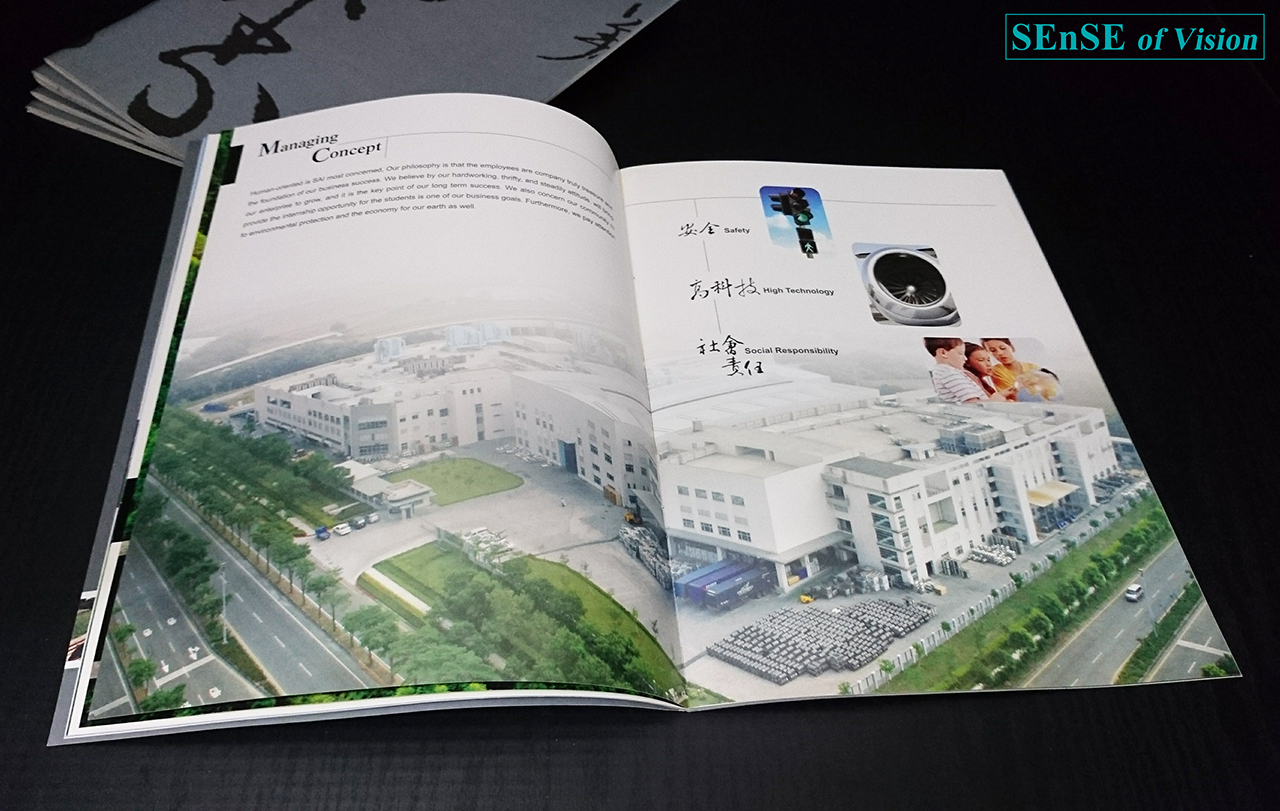 SEnSE of Vision
Managing
Concept
Human-oriented is SAI most concerned. Our philosophy is that the employees are company truly treasure and
the foundation of our business success. We believe by our hardworking, thrifty, and steadily attitude, will bring
our enterprise to grow, and it is the key point of our long term success. We also concern our community, to
provide the internship opportunity for the students is one of our business goals. Furthermore, we pay attention
to environmental protection and the economy for our earth as well.
安全 Safety
高科技 High Technology
社會 Social Responsibility
責任